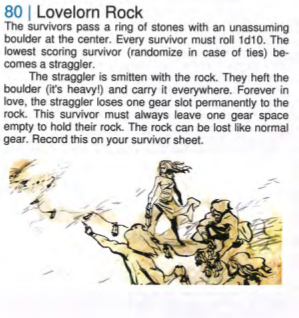 80 | Lovelorn Rock
The survivors pass a ring of stones with an unassuming
boulder at the center. Every survivor must roll 1d10. The
lowest scoring survivor (randomize in case of ties) be-
comes a straggler.
The straggler is smitten with the rock. They heft the
boulder (it's heavy!) and carry it everywhere. Forever in
love, the straggler loses one gear slot permanently to the
rock. This survivor must always leave one gear space
empty to hold their rock. The rock can be lost like normal
gear. Record this on your survivor sheet.